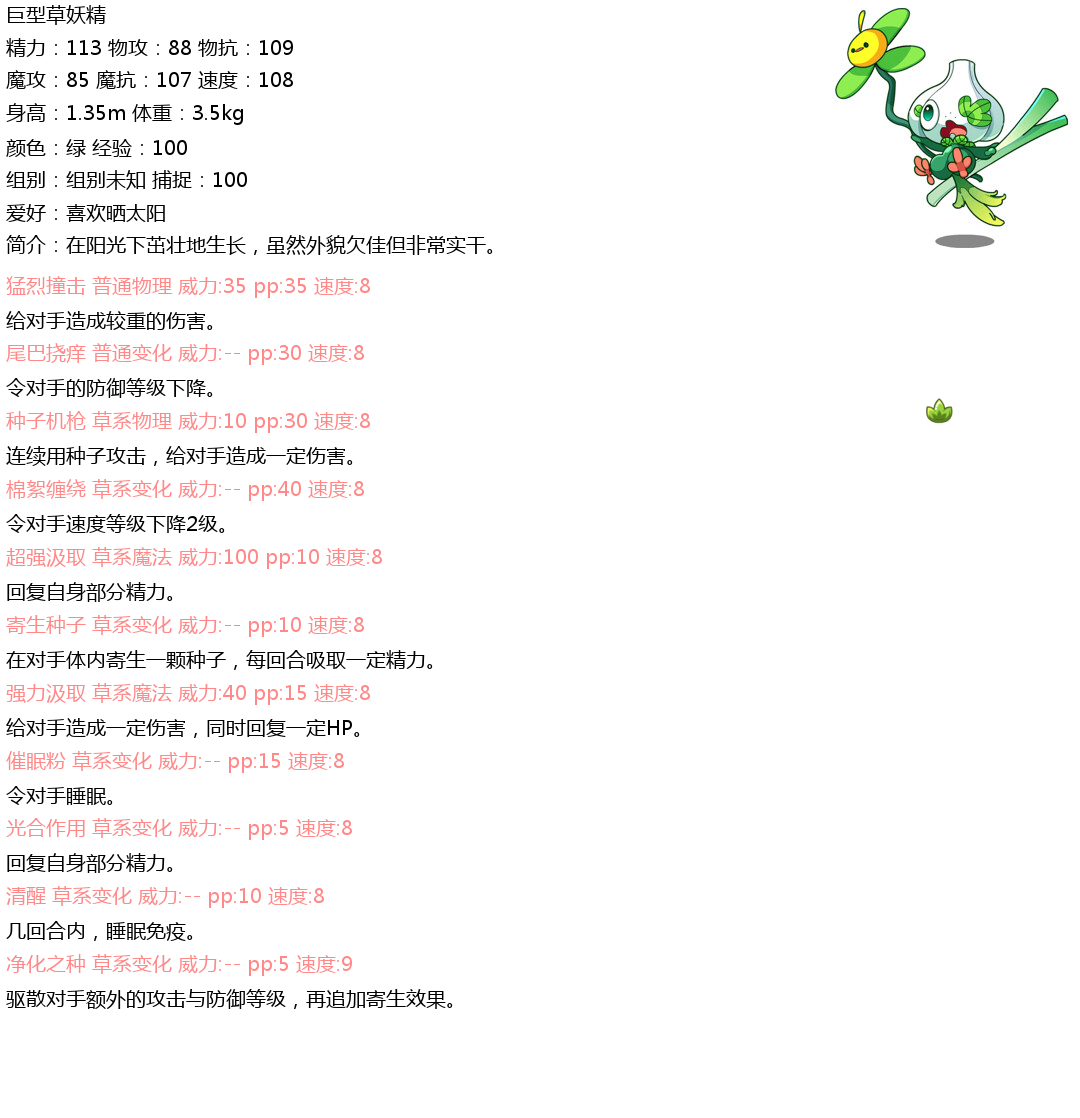 巨型草妖精
精力：113 物攻：88 物抗：109
魔攻：85 魔抗：107 速度：108
身高：1.35m 体重：3.5kg
颜色：绿 经验：100
组别：组别未知 捕捉：100
爱好：喜欢晒太阳
简介：在阳光下茁壮地生长，虽然外貌欠佳但非常实干。
猛烈撞击 普通物理 威力:35 pp:35 速度:8
给对手造成较重的伤害。
尾巴挠痒 普通变化 威力:-- pp:30 速度:8
令对手的防御等级下降。
种子机枪 草系物理 威力:10 pp:30 速度:8
连续用种子攻击，给对手造成一定伤害。
棉絮缠绕 草系变化 威力:-- pp:40 速度:8
令对手速度等级下降2级。
超强汲取 草系魔法 威力:100 pp:10 速度:8
回复自身部分精力。
寄生种子 草系变化 威力:-- pp:10 速度:8
在对手体内寄生一颗种子，每回合吸取一定精力。
强力汲取 草系魔法 威力:40 pp:15 速度:8
给对手造成一定伤害，同时回复一定HP。
催眠粉 草系变化 威力:-- pp:15 速度:8
令对手睡眠。
光合作用 草系变化 威力:-- pp:5 速度:8
回复自身部分精力。
清醒 草系变化 威力:-- pp:10 速度:8
几回合内，睡眠免疫。
净化之种 草系变化 威力:-- pp:5 速度:9
驱散对手额外的攻击与防御等级，再追加寄生效果。